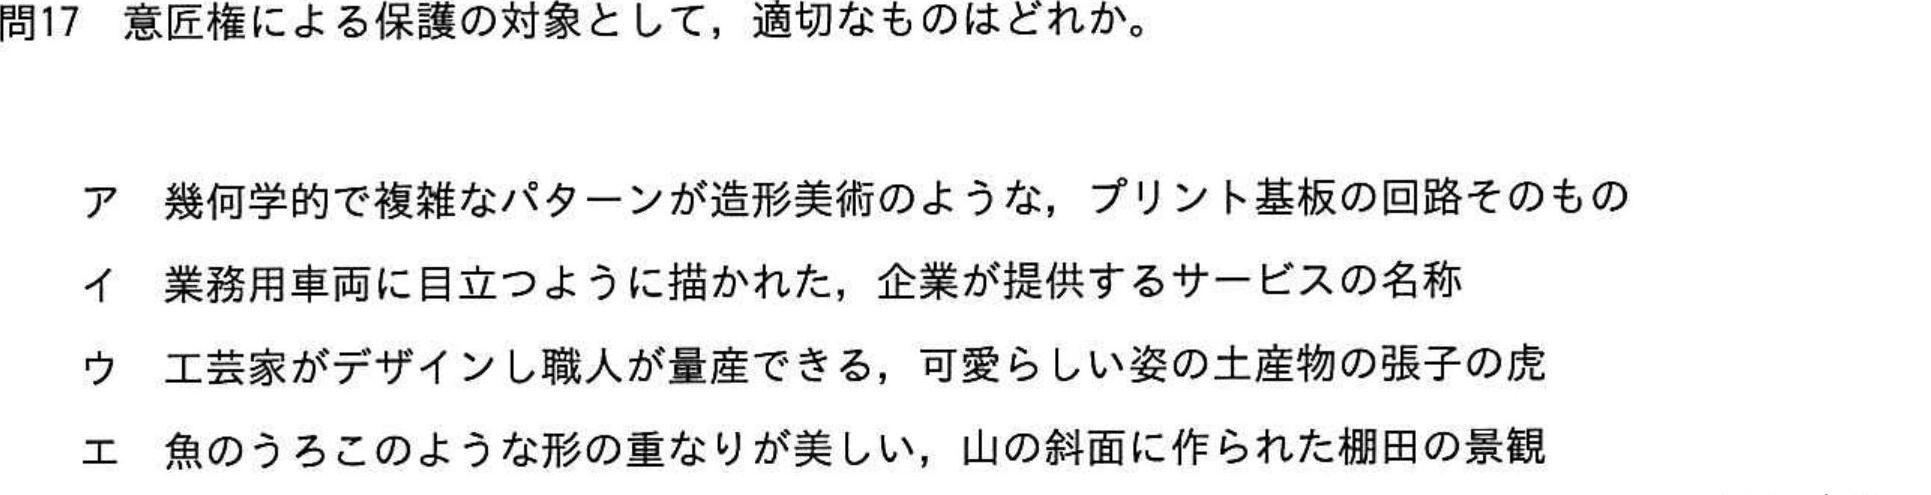 問17 意匠権による保護の対象として，適切なものはどれか。
ア 幾何学的で複雑なパターンが造形美術のような，プリント基板の回路そのもの
イ 業務用車両に目立つように描かれた，企業が提供するサービスの名称
ウ 工芸家がデザインし職人が量産できる，可愛らしい姿の土産物の張子の虎
エ 魚のうろこのような形の重なりが美しい，山の斜面に作られた棚田の景観